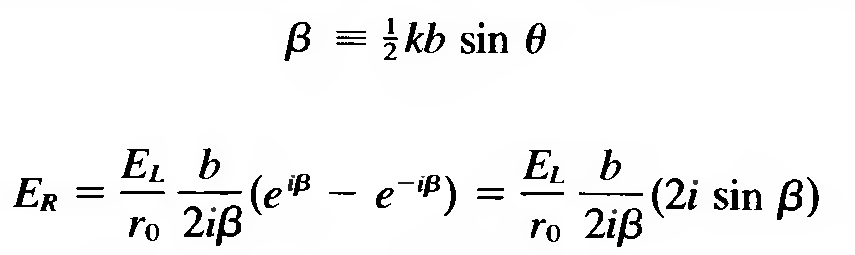 β ≡ ½kb sin θ
E_R = E_L/r₀ b/2iβ (e^{iβ} − e^{−iβ}) = E_L/r₀ b/2iβ (2i sin β)